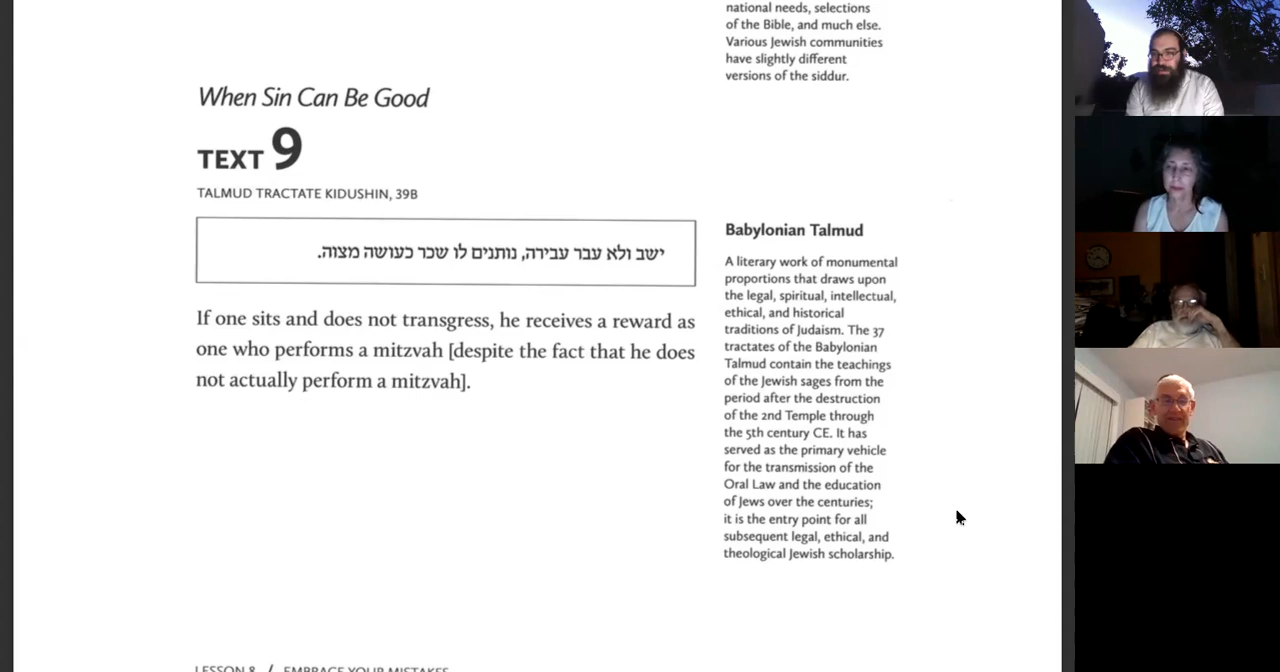 national needs, selections
of the Bible, and much else.
Various Jewish communities
have slightly different
versions of the siddur.
When Sin Can Be Good
TEXT 9
TALMUD TRACTATE KIDUSHIN, 39B
ישב ולא עבר עבירה, נותנים לו שכר כעושה מצוה.
If one sits and does not transgress, he receives a reward as
one who performs a mitzvah [despite the fact that he does
not actually perform a mitzvah].
Babylonian Talmud
A literary work of monumental
proportions that draws upon
the legal, spiritual, intellectual,
ethical, and historical
traditions of Judaism. The 37
tractates of the Babylonian
Talmud contain the teachings
of the Jewish sages from the
period after the destruction
of the 2nd Temple through
the 5th century CE. It has
served as the primary vehicle
for the transmission of the
Oral Law and the education
of Jews over the centuries;
it is the entry point for all
subsequent legal, ethical, and
theological Jewish scholarship.
LESSON 8 / EMBRACE YOUR MISTAKES